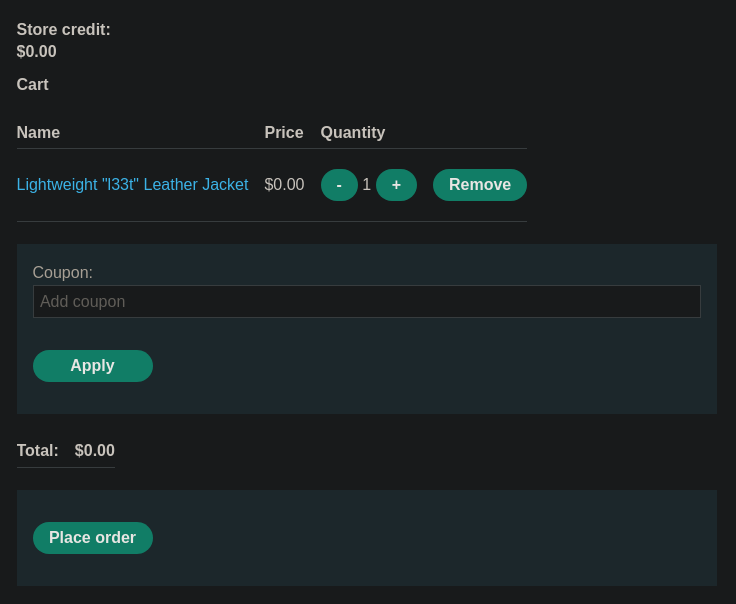 Store credit:
$0.00
Cart
Name Price Quantity
Lightweight "l33t" Leather Jacket $0.00 - 1 + Remove
Coupon:
Add coupon
Apply
Total: $0.00
Place order